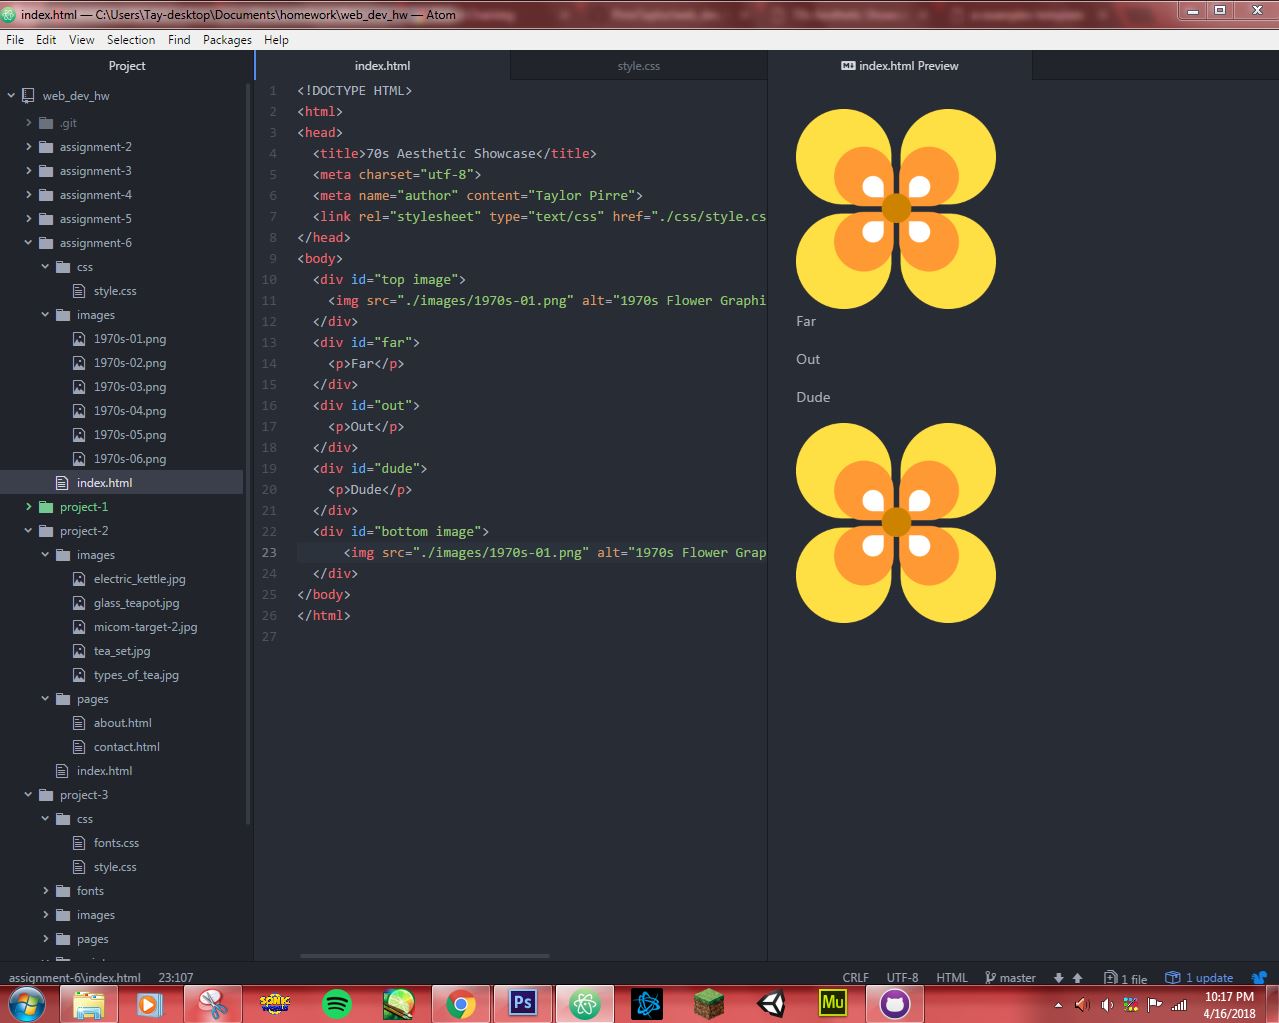 index.html — C:\Users\Tay-desktop\Documents\homework\web_dev_hw — Atom
File Edit View Selection Find Packages Help
Project
web_dev_hw
.git
assignment-2
assignment-3
assignment-4
assignment-5
assignment-6
css
style.css
images
1970s-01.png
1970s-02.png
1970s-03.png
1970s-04.png
1970s-05.png
1970s-06.png
index.html
project-1
project-2
images
electric_kettle.jpg
glass_teapot.jpg
micom-target-2.jpg
tea_set.jpg
types_of_tea.jpg
pages
about.html
contact.html
index.html
project-3
css
fonts.css
style.css
fonts
images
pages
index.html
style.css
1 <!DOCTYPE HTML>
2 <html>
3 <head>
4 <title>70s Aesthetic Showcase</title>
5 <meta charset="utf-8">
6 <meta name="author" content="Taylor Pirre">
7 <link rel="stylesheet" type="text/css" href="./css/style.cs
8 </head>
9 <body>
10 <div id="top image">
11 <img src="./images/1970s-01.png" alt="1970s Flower Graphi
12 </div>
13 <div id="far">
14 <p>Far</p>
15 </div>
16 <div id="out">
17 <p>Out</p>
18 </div>
19 <div id="dude">
20 <p>Dude</p>
21 </div>
22 <div id="bottom image">
23 <img src="./images/1970s-01.png" alt="1970s Flower Grap
24 </div>
25 </body>
26 </html>
27
index.html Preview
Far
Out
Dude
assignment-6\index.html 23:107
CRLF UTF-8 HTML master 1 file 1 update
SONIC
Ps
Mu
10:17 PM
4/16/2018